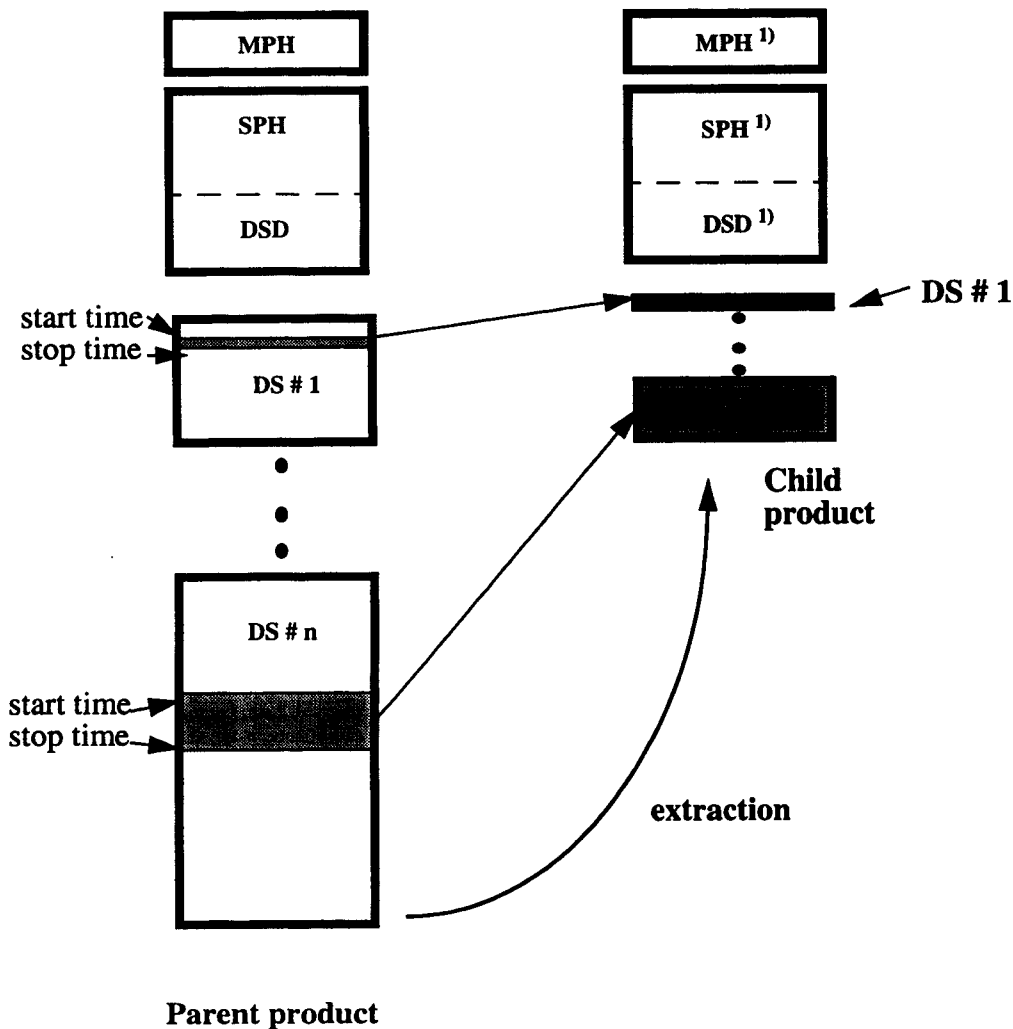 MPH
SPH
DSD
start time
stop time
DS # 1
DS # n
start time
stop time
Parent product
MPH 1)
SPH 1)
DSD 1)
DS # 1
Child
product
extraction